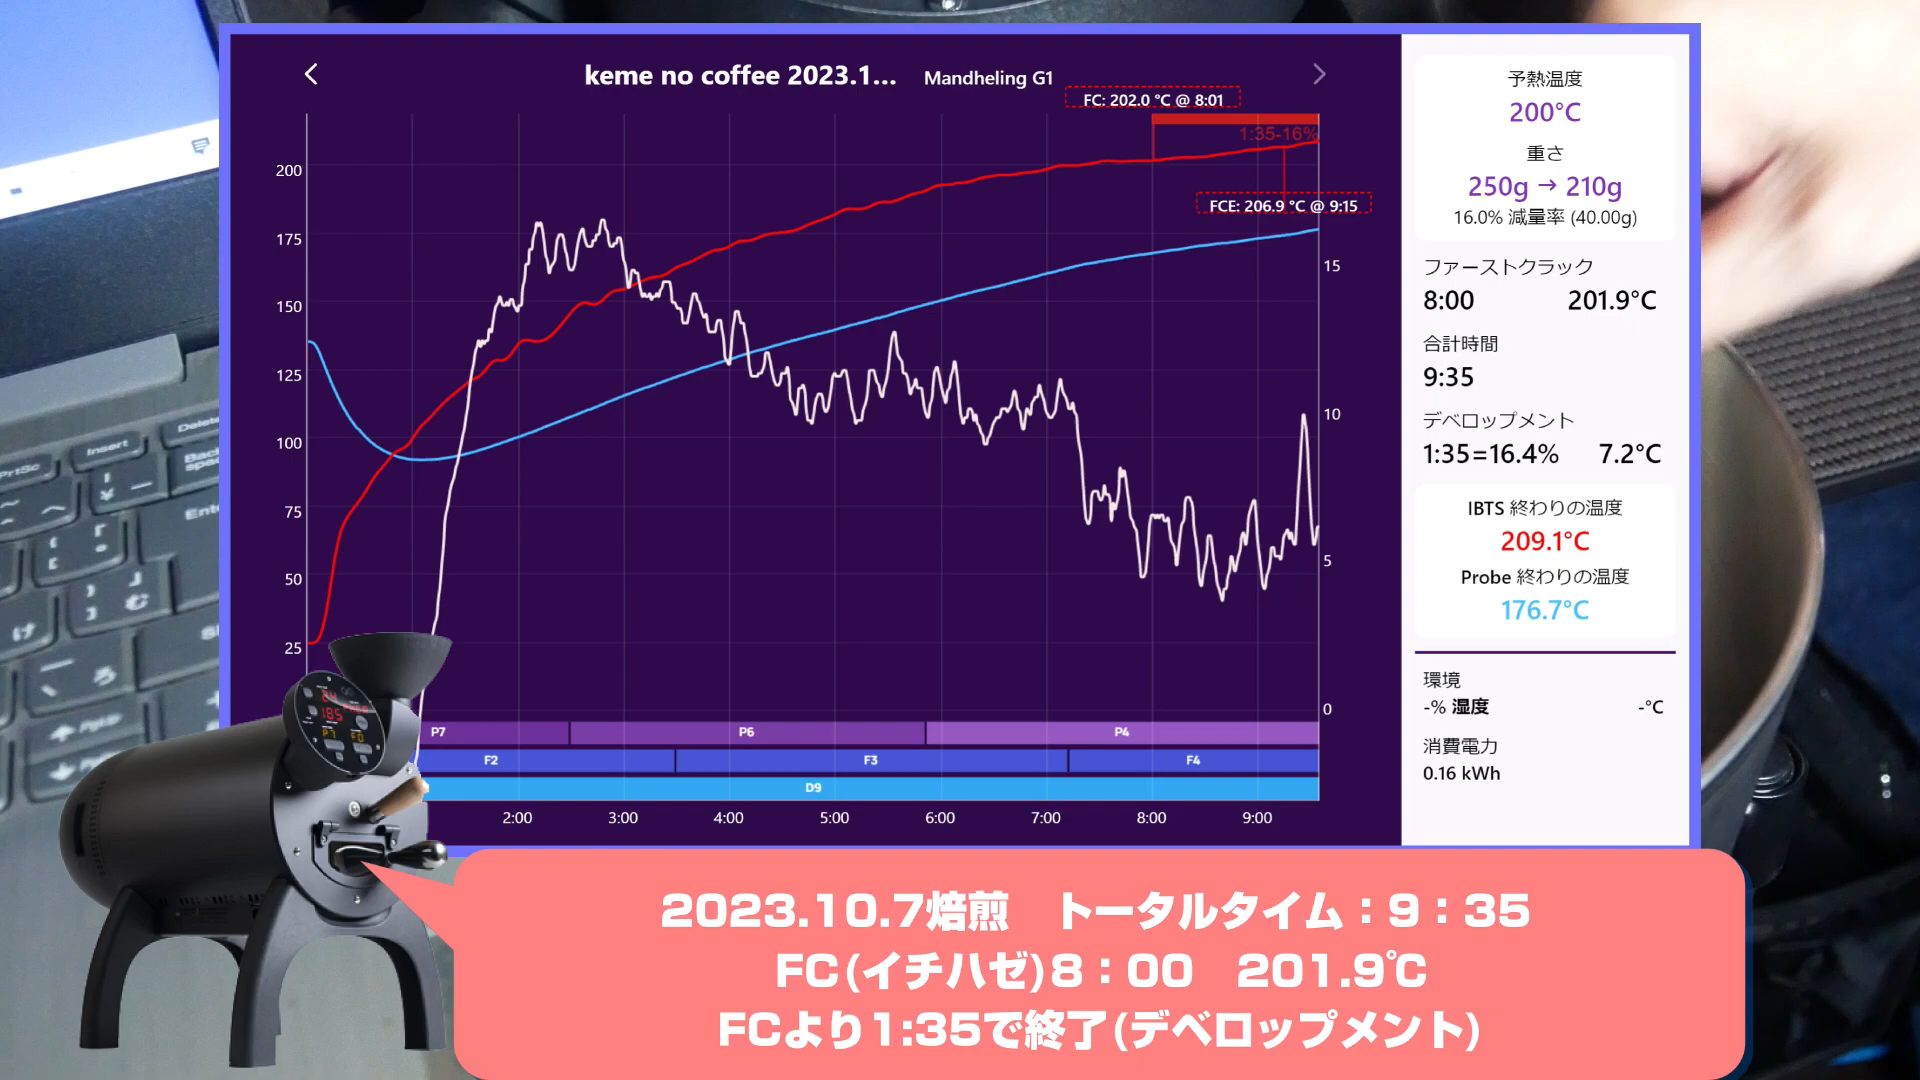 keme no coffee 2023.1...
Mandheling G1
FC: 202.0 °C @ 8:01
1:35-16%
FCE: 206.9 °C @ 9:15
200
175
150
125
100
75
50
25
15
10
5
0
P7
P6
P4
F2
F3
F4
D9
2:00
3:00
4:00
5:00
6:00
7:00
8:00
9:00
予熱温度
200°C
重さ
250g → 210g
16.0% 減量率 (40.00g)
ファーストクラック
8:00 201.9°C
合計時間
9:35
デベロップメント
1:35=16.4% 7.2°C
IBTS 終わりの温度
209.1°C
Probe 終わりの温度
176.7°C
環境
-% 湿度 -°C
消費電力
0.16 kWh
PrtSc
Insert
Delete
2023.10.7焙煎　トータルタイム：9：35
FC(イチハゼ)8：00　201.9℃
FCより1:35で終了(デベロップメント)